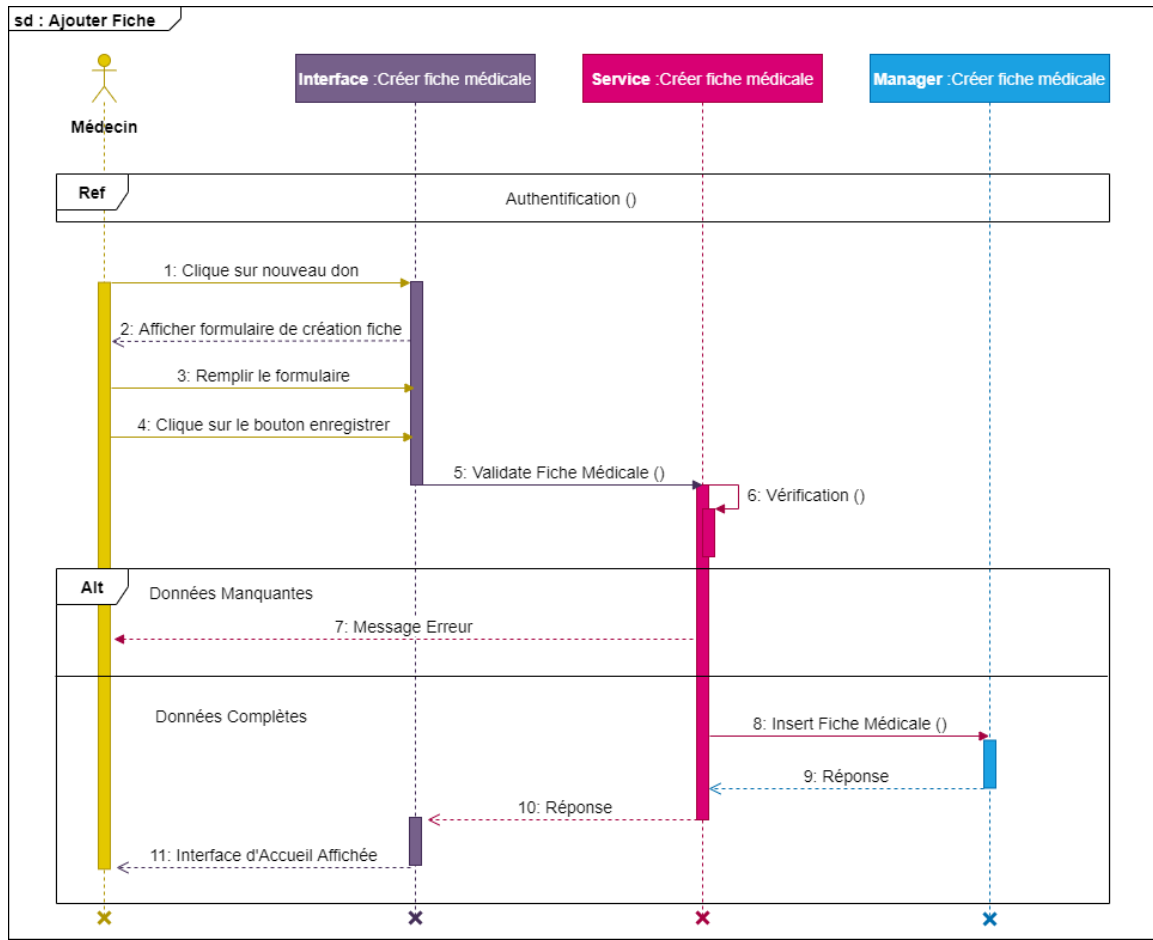 sd : Ajouter Fiche
Médecin
Interface :Créer fiche médicale
Service :Créer fiche médicale
Manager :Créer fiche médicale
Ref
Authentification ()
1: Clique sur nouveau don
2: Afficher formulaire de création fiche
3: Remplir le formulaire
4: Clique sur le bouton enregistrer
5: Validate Fiche Médicale ()
6: Vérification ()
Alt
Données Manquantes
7: Message Erreur
Données Complètes
8: Insert Fiche Médicale ()
9: Réponse
10: Réponse
11: Interface d'Accueil Affichée